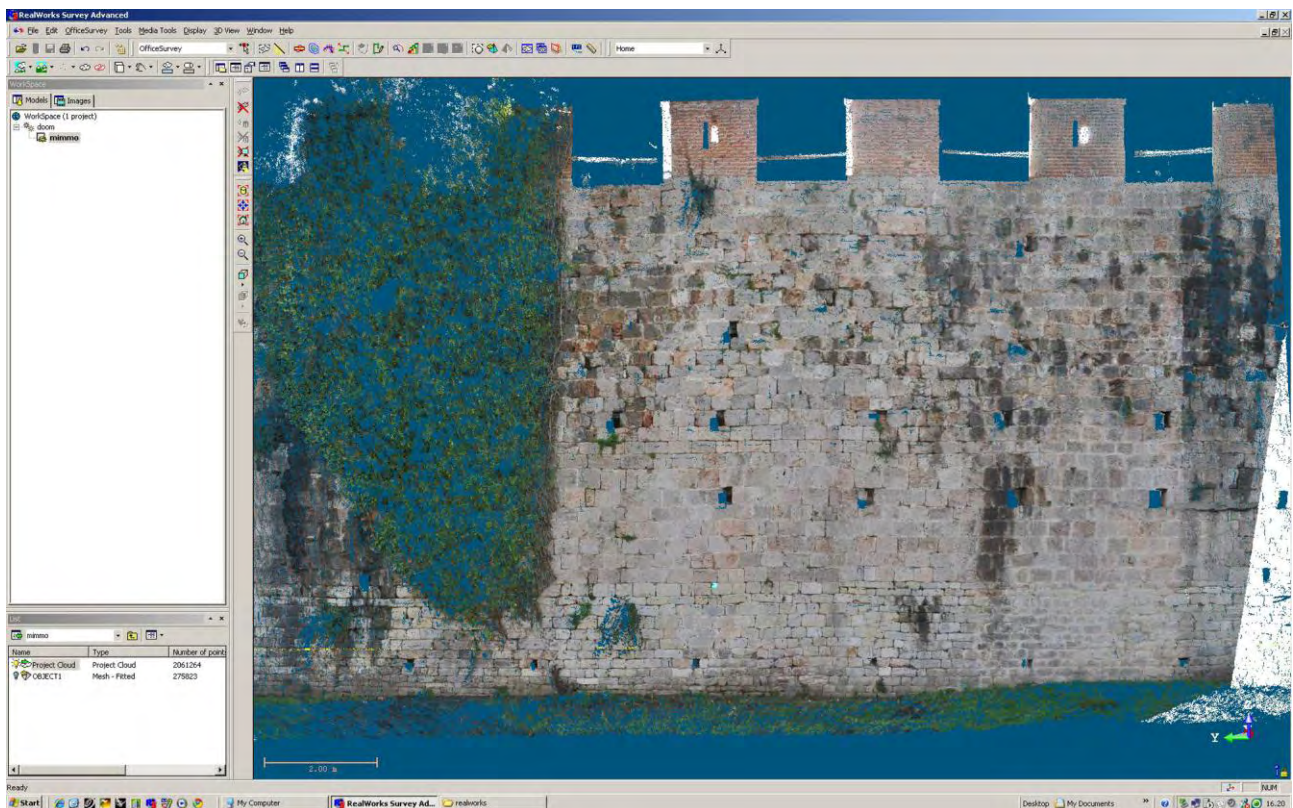 RealWorks Survey Advanced
File Edit OfficeSurvey Tools Media Tools Display 3D View Window Help
OfficeSurvey Home
WorkSpace
Models Images
WorkSpace (1 project)
doom
mimmo
List
mimmo
Name Type Number of points
Project Cloud Project Cloud 2061264
OBJECT1 Mesh - Fitted 275823
2.00 m
Y
Ready NUM
Start My Computer RealWorks Survey Ad... realworks Desktop My Documents » 16.20